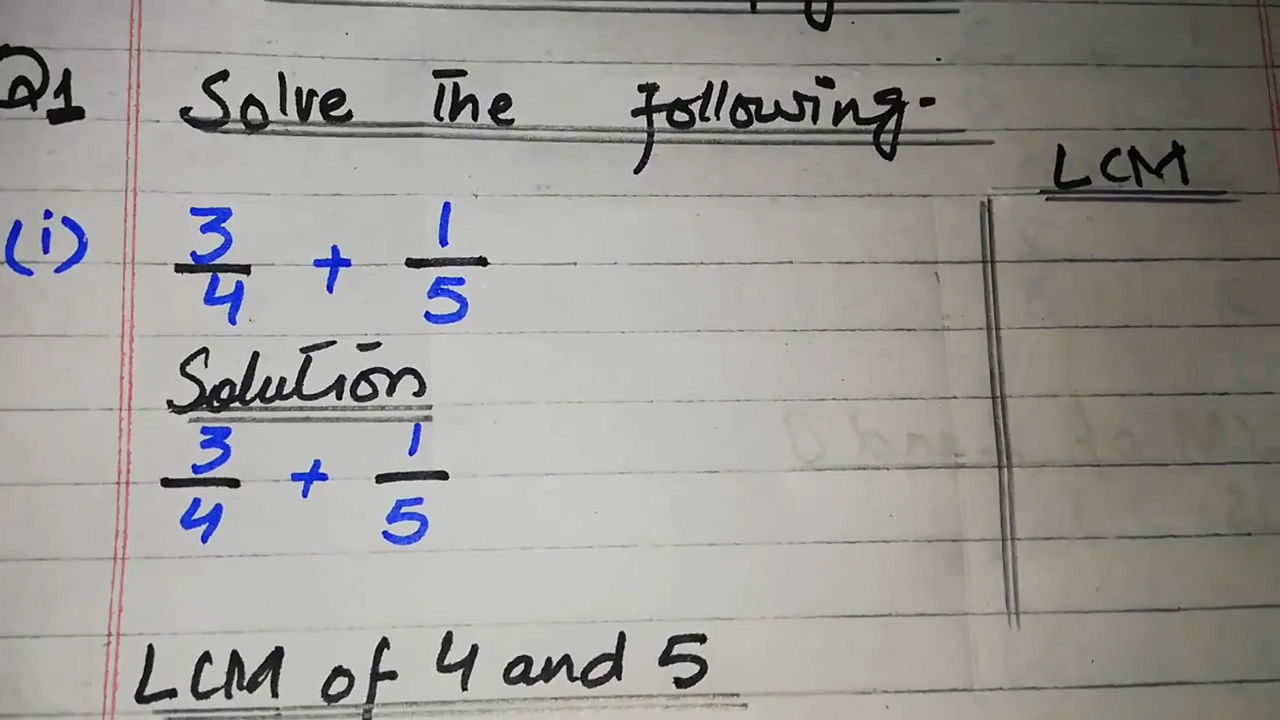 Q1 Solve The following.
LCM
(i) 3/4 + 1/5
Solution
3/4 + 1/5
LCM of 4 and 5